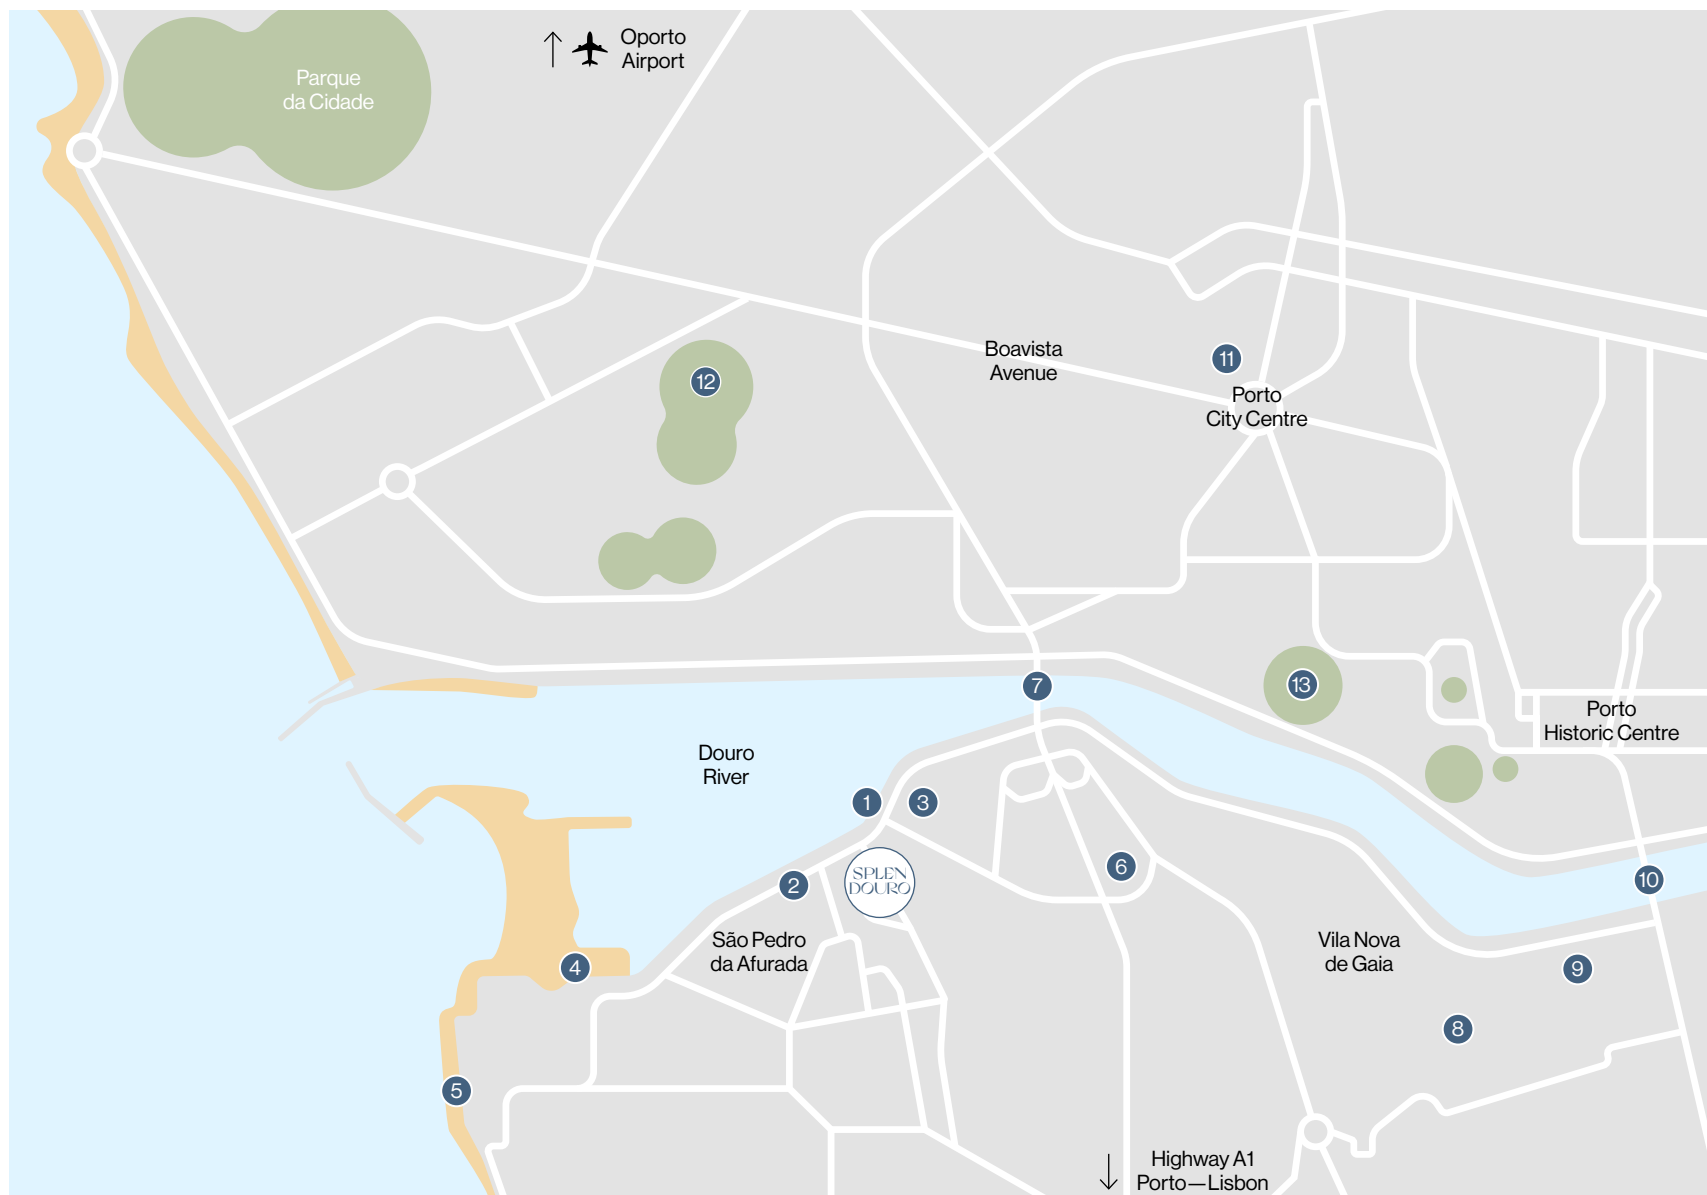 Oporto
Airport
Parque
da Cidade
Boavista
Avenue
11
12
Porto
City Centre
7
13
Porto
Historic Centre
Douro
River
1
3
6
SPLEN
DOURO
2
10
São Pedro
da Afurada
Vila Nova
de Gaia
4
9
8
5
Highway A1
Porto—Lisbon